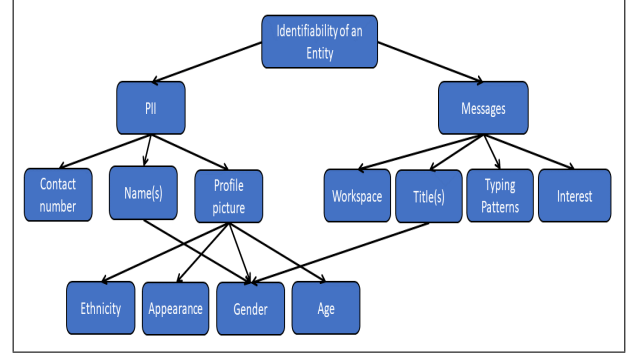 Identifiability of an
Entity
PII
Messages
Contact
number
Name(s)
Profile
picture
Workspace
Title(s)
Typing
Patterns
Interest
Ethnicity
Appearance
Gender
Age